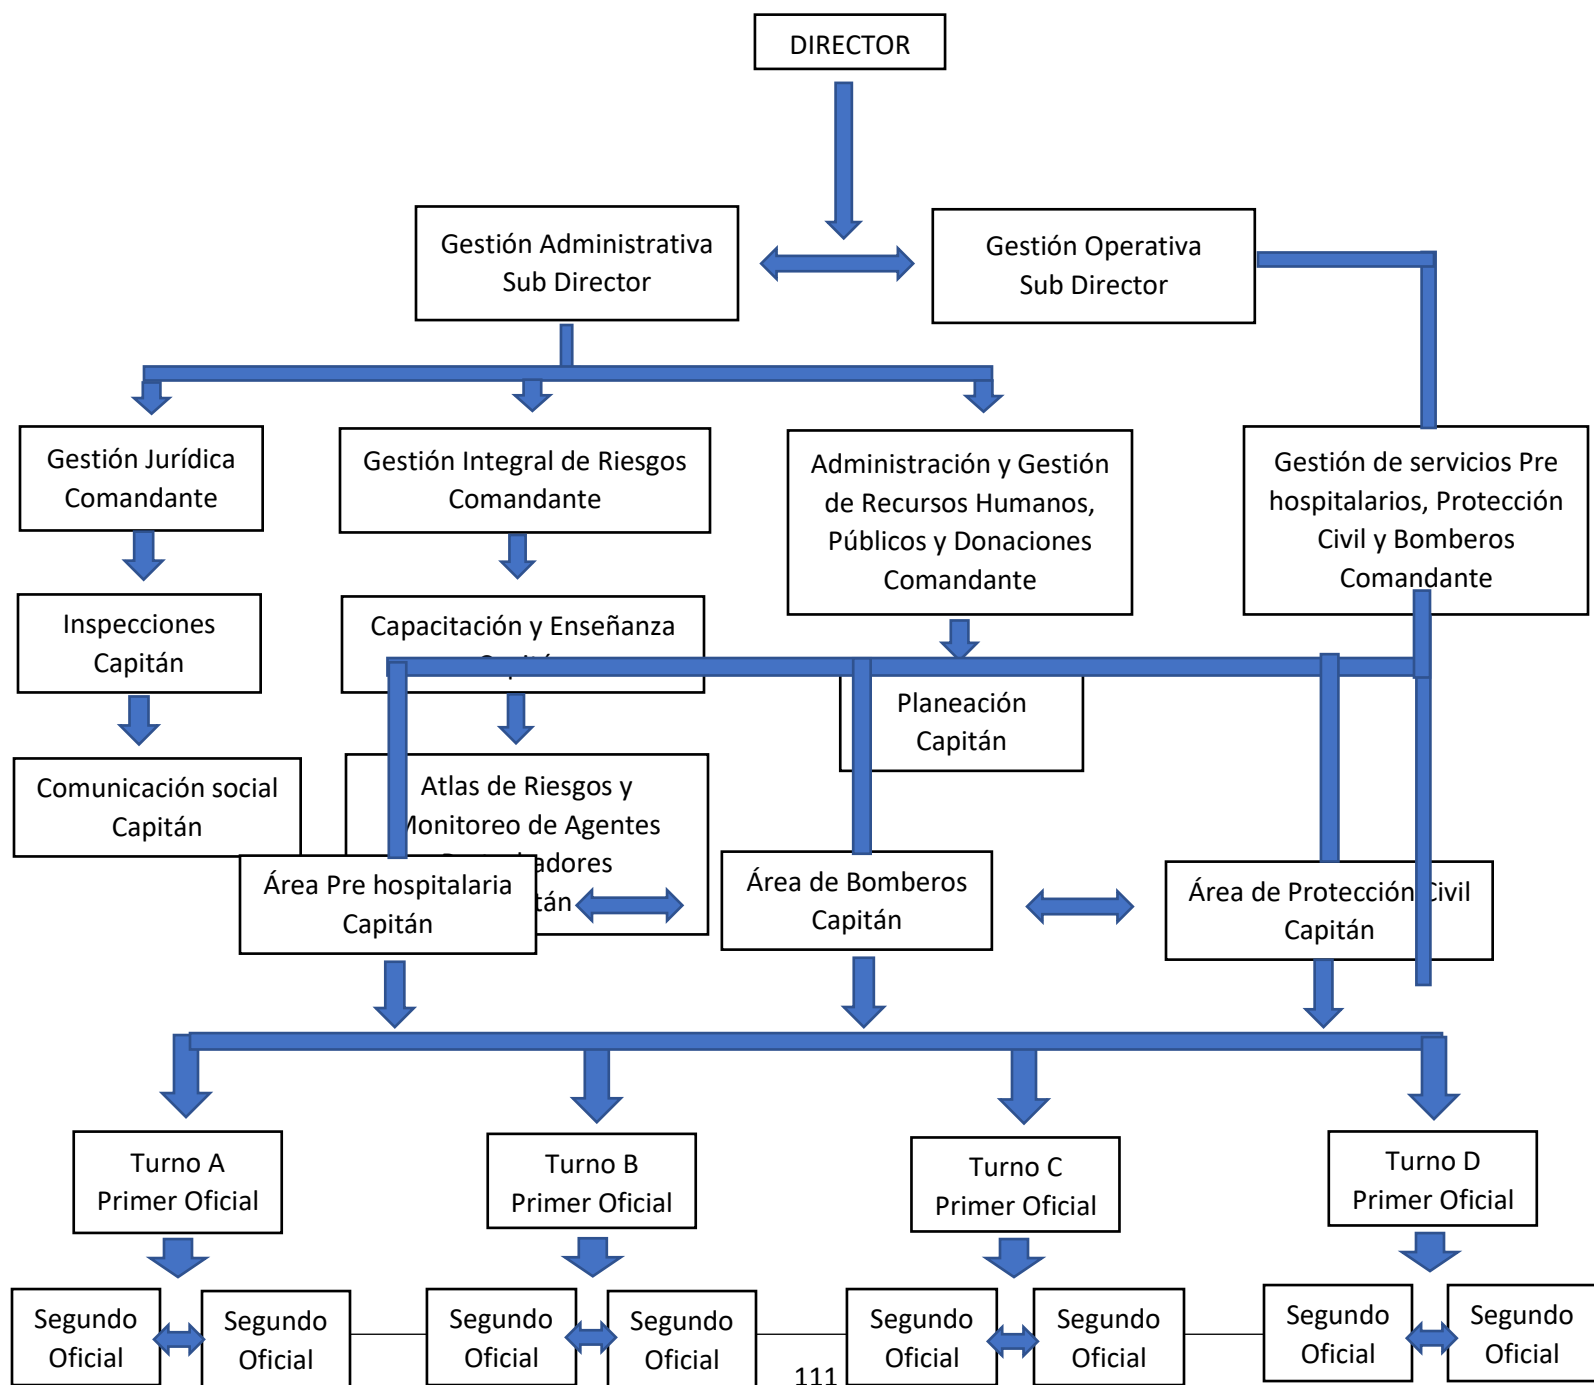 DIRECTOR
Gestión Administrativa
Sub Director
Gestión Operativa
Sub Director
Gestión Jurídica
Comandante
Gestión Integral de Riesgos
Comandante
Administración y Gestión
de Recursos Humanos,
Públicos y Donaciones
Comandante
Gestión de servicios Pre
hospitalarios, Protección
Civil y Bomberos
Comandante
Inspecciones
Capitán
Capacitación y Enseñanza
Capitán
Planeación
Capitán
Comunicación social
Capitán
Atlas de Riesgos y
Monitoreo de Agentes
Área Pre hospitalaria
Capitán
Área de Bomberos
Capitán
Área de Protección Civil
Capitán
Turno A
Primer Oficial
Turno B
Primer Oficial
Turno C
Primer Oficial
Turno D
Primer Oficial
Segundo
Oficial
Segundo
Oficial
Segundo
Oficial
Segundo
Oficial
Segundo
Oficial
Segundo
Oficial
Segundo
Oficial
Segundo
Oficial
111